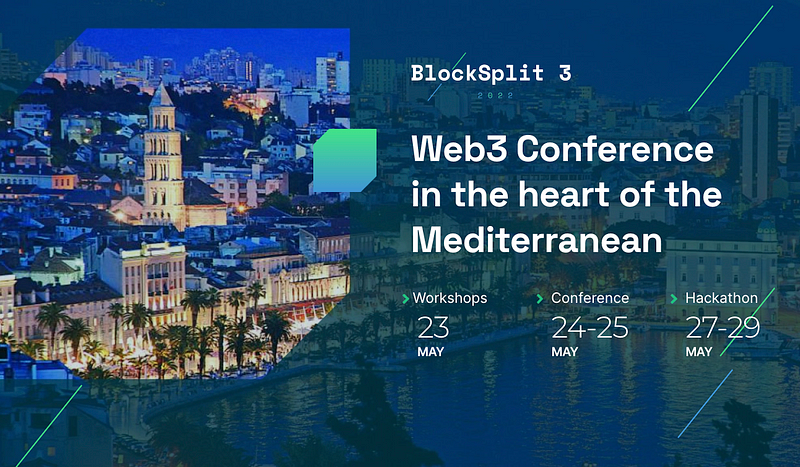 BlockSplit 3
2022
Web3 Conference
in the heart of the
Mediterranean
Workshops
23
MAY
Conference
24-25
MAY
Hackathon
27-29
MAY